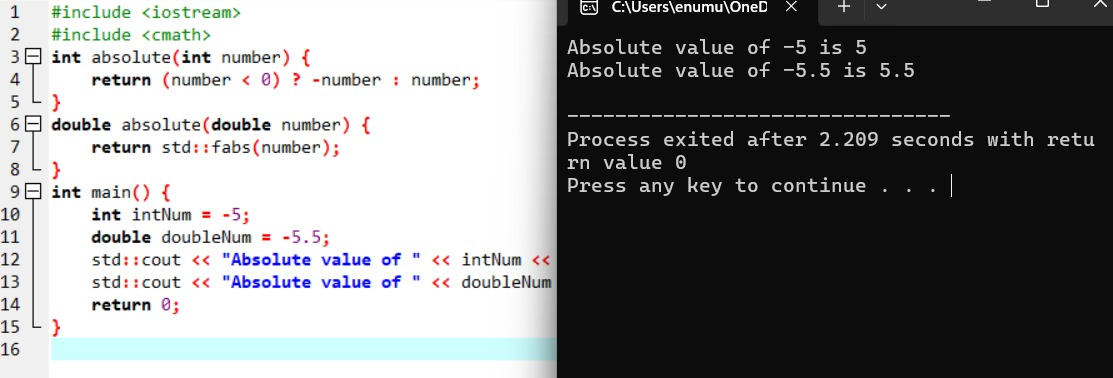 1 #include <iostream>
2 #include <cmath>
3 int absolute(int number) {
4 return (number < 0) ? -number : number;
5 }
6 double absolute(double number) {
7 return std::fabs(number);
8 }
9 int main() {
10 int intNum = -5;
11 double doubleNum = -5.5;
12 std::cout << "Absolute value of " << intNum <<
13 std::cout << "Absolute value of " << doubleNum
14 return 0;
15 }
16
C:\Users\enumu\OneD
Absolute value of -5 is 5
Absolute value of -5.5 is 5.5
--------------------------------
Process exited after 2.209 seconds with retu
rn value 0
Press any key to continue . . .